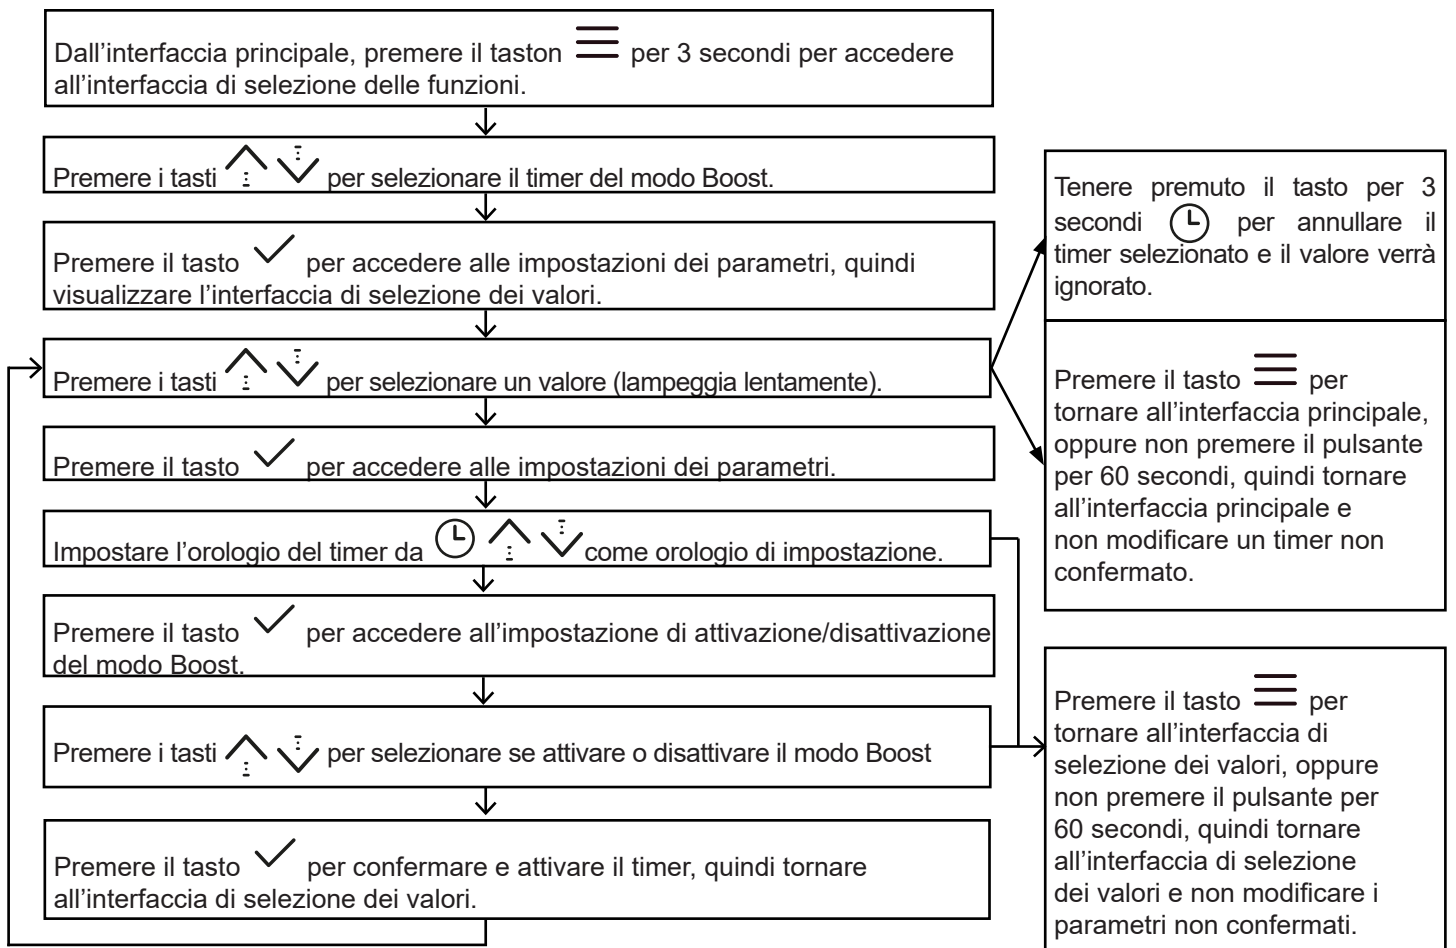 Dall’interfaccia principale, premere il taston per 3 secondi per accedere
all’interfaccia di selezione delle funzioni.
Premere i tasti per selezionare il timer del modo Boost.
Premere il tasto per accedere alle impostazioni dei parametri, quindi
visualizzare l’interfaccia di selezione dei valori.
Premere i tasti per selezionare un valore (lampeggia lentamente).
Premere il tasto per accedere alle impostazioni dei parametri.
Impostare l’orologio del timer da come orologio di impostazione.
Premere il tasto per accedere all’impostazione di attivazione/disattivazione
del modo Boost.
Premere i tasti per selezionare se attivare o disattivare il modo Boost
Premere il tasto per confermare e attivare il timer, quindi tornare
all’interfaccia di selezione dei valori.
Tenere premuto il tasto per 3
secondi per annullare il
timer selezionato e il valore verrà
ignorato.
Premere il tasto per
tornare all’interfaccia principale,
oppure non premere il pulsante
per 60 secondi, quindi tornare
all’interfaccia principale e
non modificare un timer non
confermato.
Premere il tasto per
tornare all’interfaccia di
selezione dei valori, oppure
non premere il pulsante per
60 secondi, quindi tornare
all’interfaccia di selezione
dei valori e non modificare i
parametri non confermati.